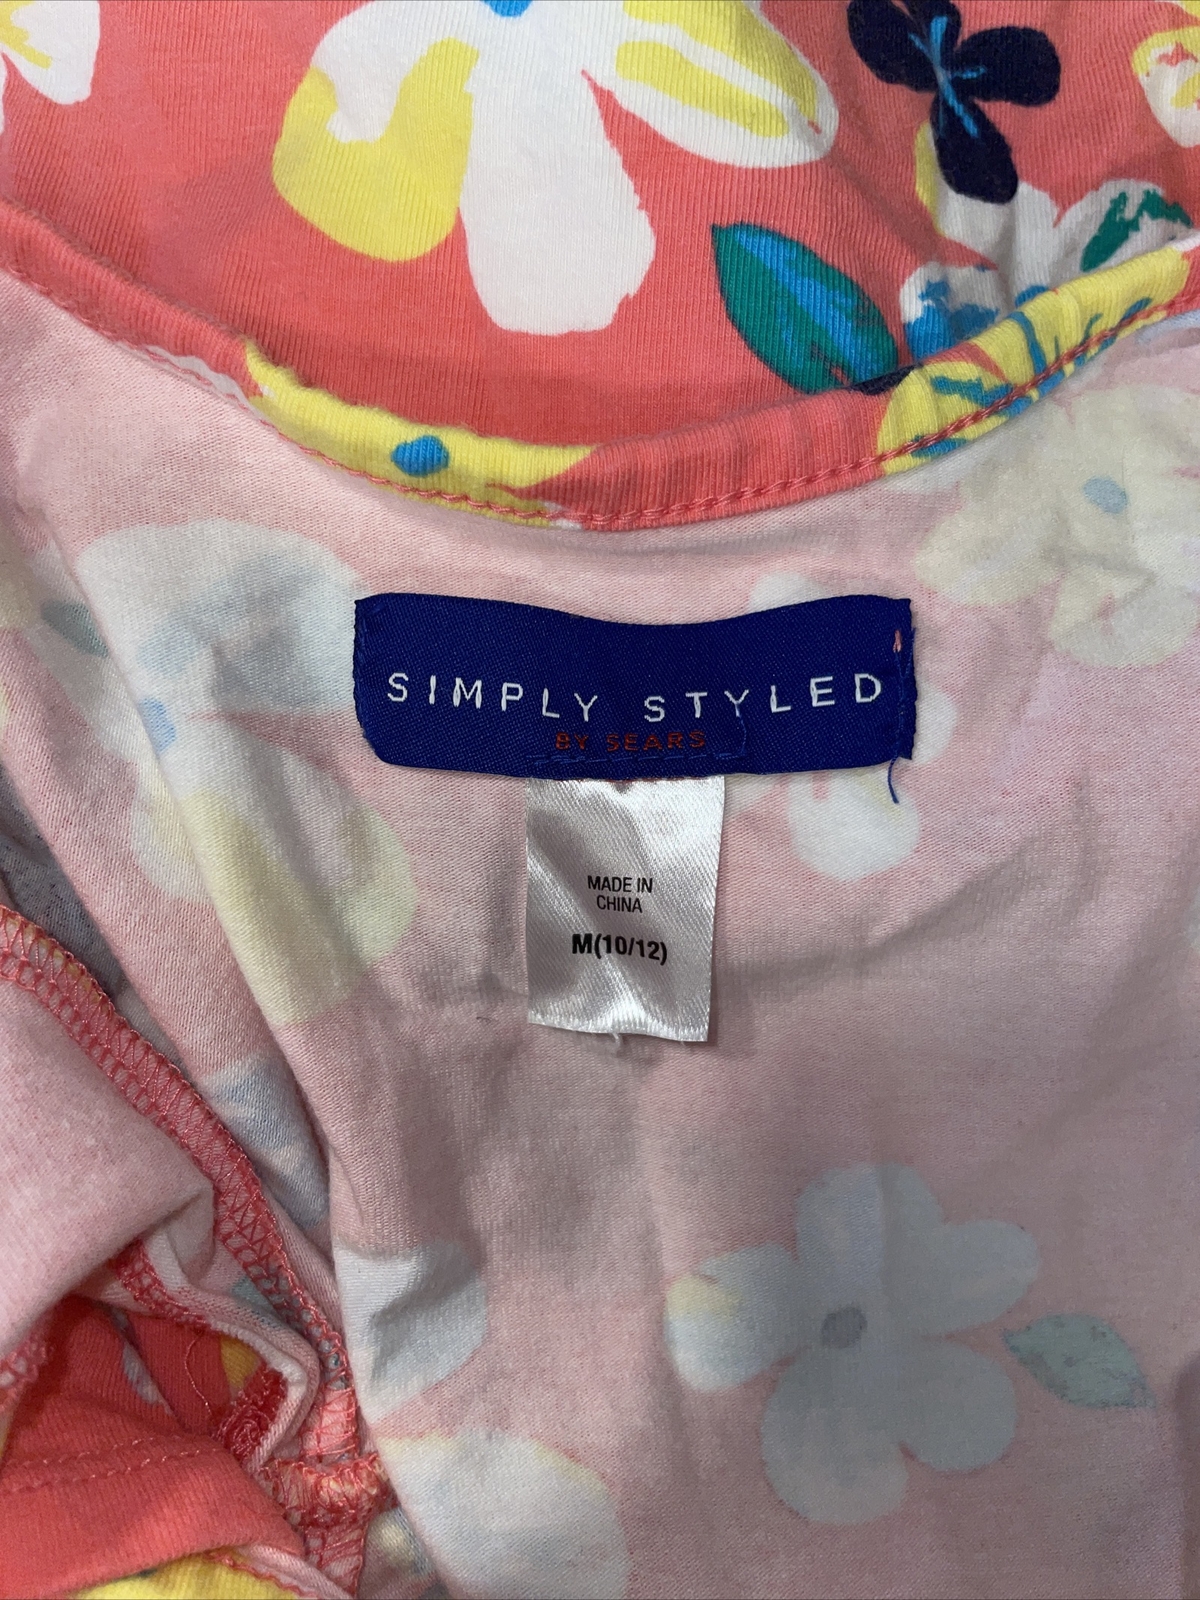 SIMPLY STYLED
BY SEARS
MADE IN
CHINA
M(10/12)